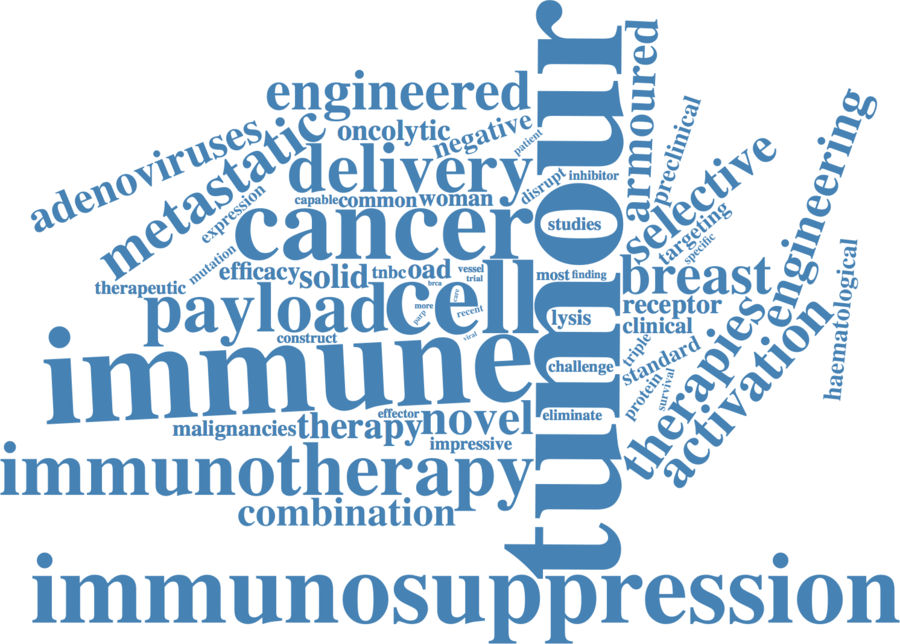 tumour
armoured
engineered
oncolytic
negative
patient
preclinical
adenoviruses
metastatic
delivery
disrupt
inhibitor
selective
engineering
expression
capable
common
woman
targeting
specific
cancer
studies
mutation
efficacy
solid
tnbc
oad
brca
vessel
trial
most
finding
breast
therapeutic
payload
cell
more
care
parp
recent
viral
lysis
receptor
clinical
haematological
construct
immune
challenge
triple
standard
therapies
activation
protein
survival
malignancies
therapy
effector
novel
eliminate
impressive
immunotherapy
combination
immunosuppression